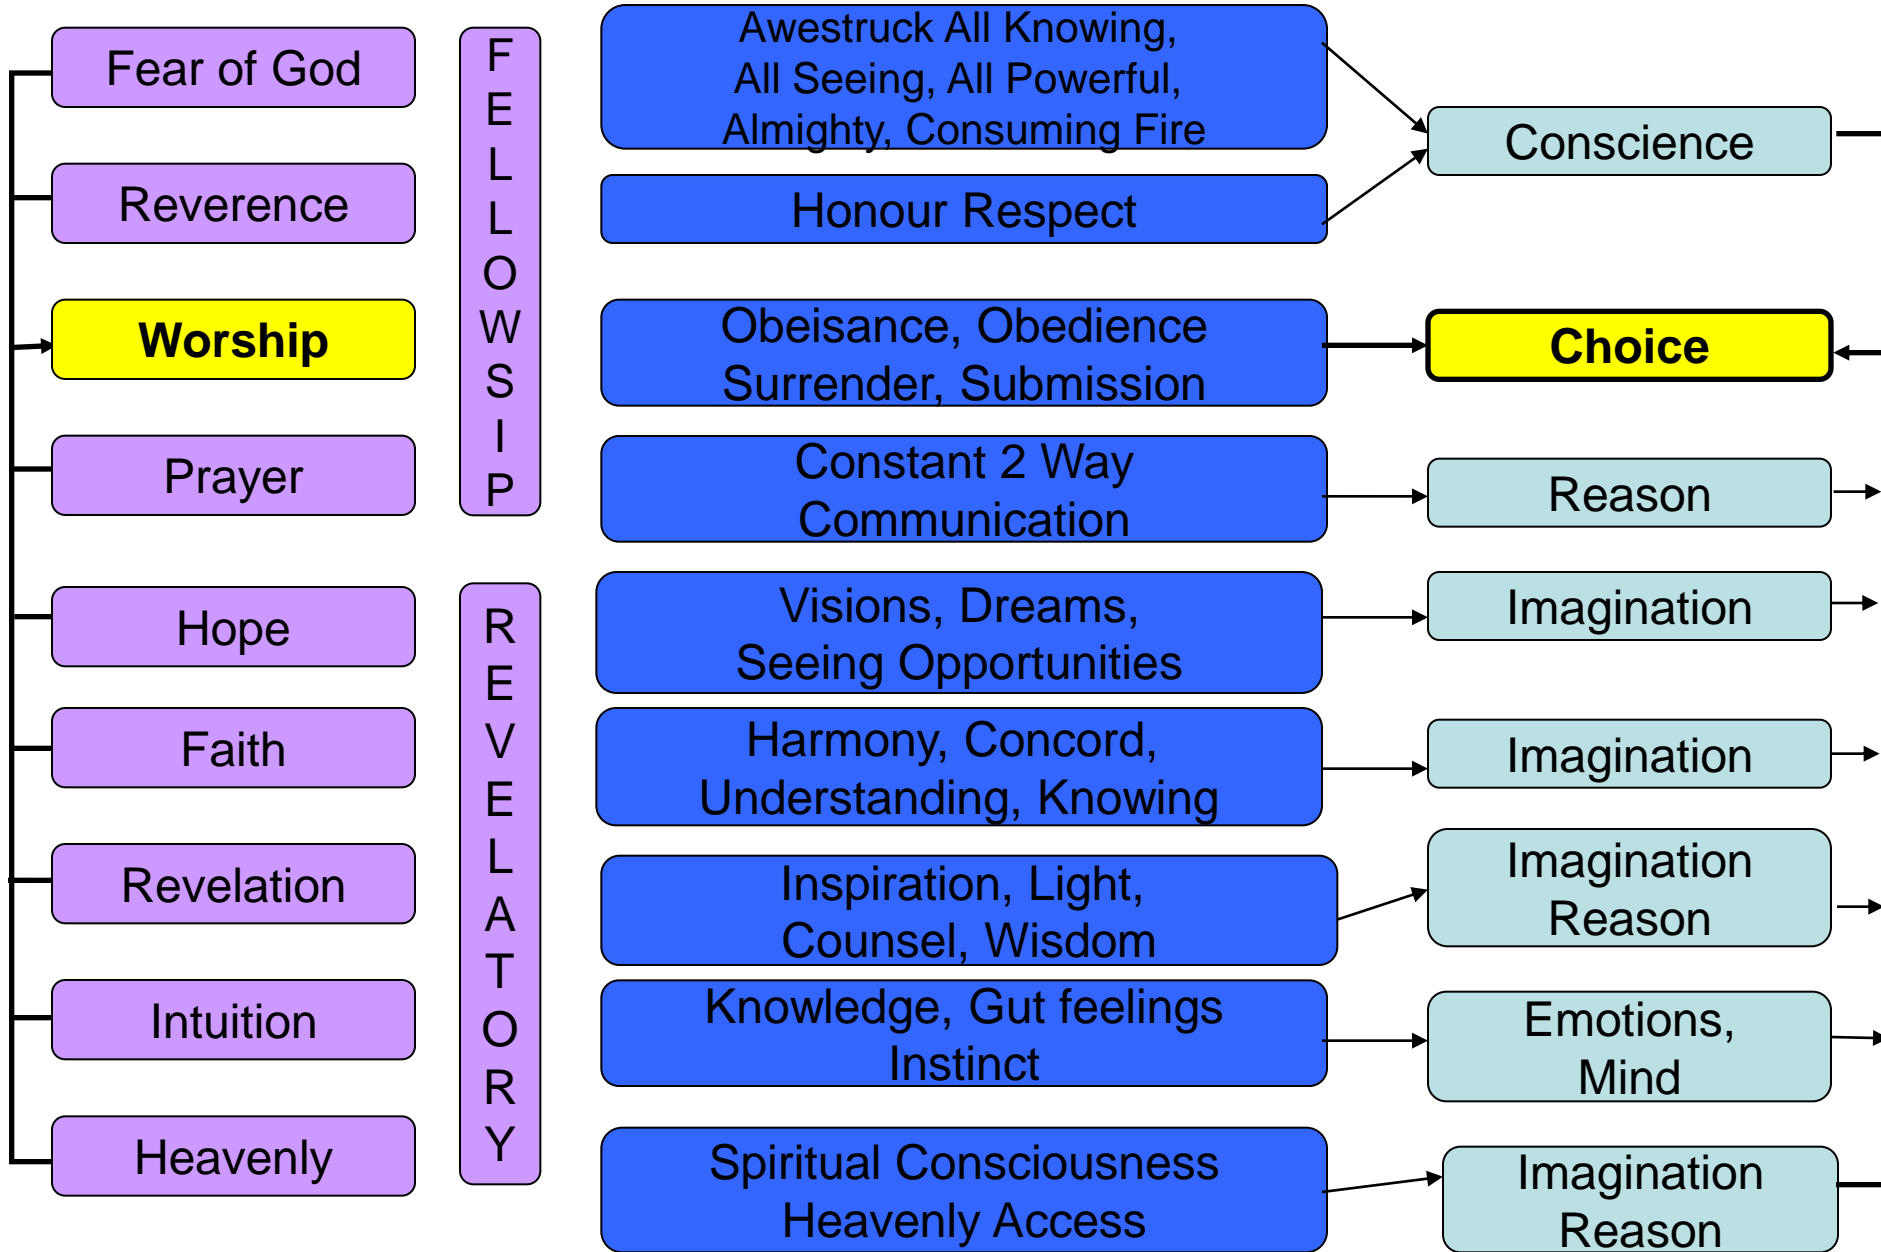 Fear of God
Reverence
Worship
Prayer
Hope
Faith
Revelation
Intuition
Heavenly
F
E
L
L
O
W
S
I
P
R
E
V
E
L
A
T
O
R
Y
Awestruck All Knowing,
All Seeing, All Powerful,
Almighty, Consuming Fire
Honour Respect
Obeisance, Obedience
Surrender, Submission
Constant 2 Way
Communication
Visions, Dreams,
Seeing Opportunities
Harmony, Concord,
Understanding, Knowing
Inspiration, Light,
Counsel, Wisdom
Knowledge, Gut feelings
Instinct
Spiritual Consciousness
Heavenly Access
Conscience
Choice
Reason
Imagination
Imagination
Imagination
Reason
Emotions,
Mind
Imagination
Reason